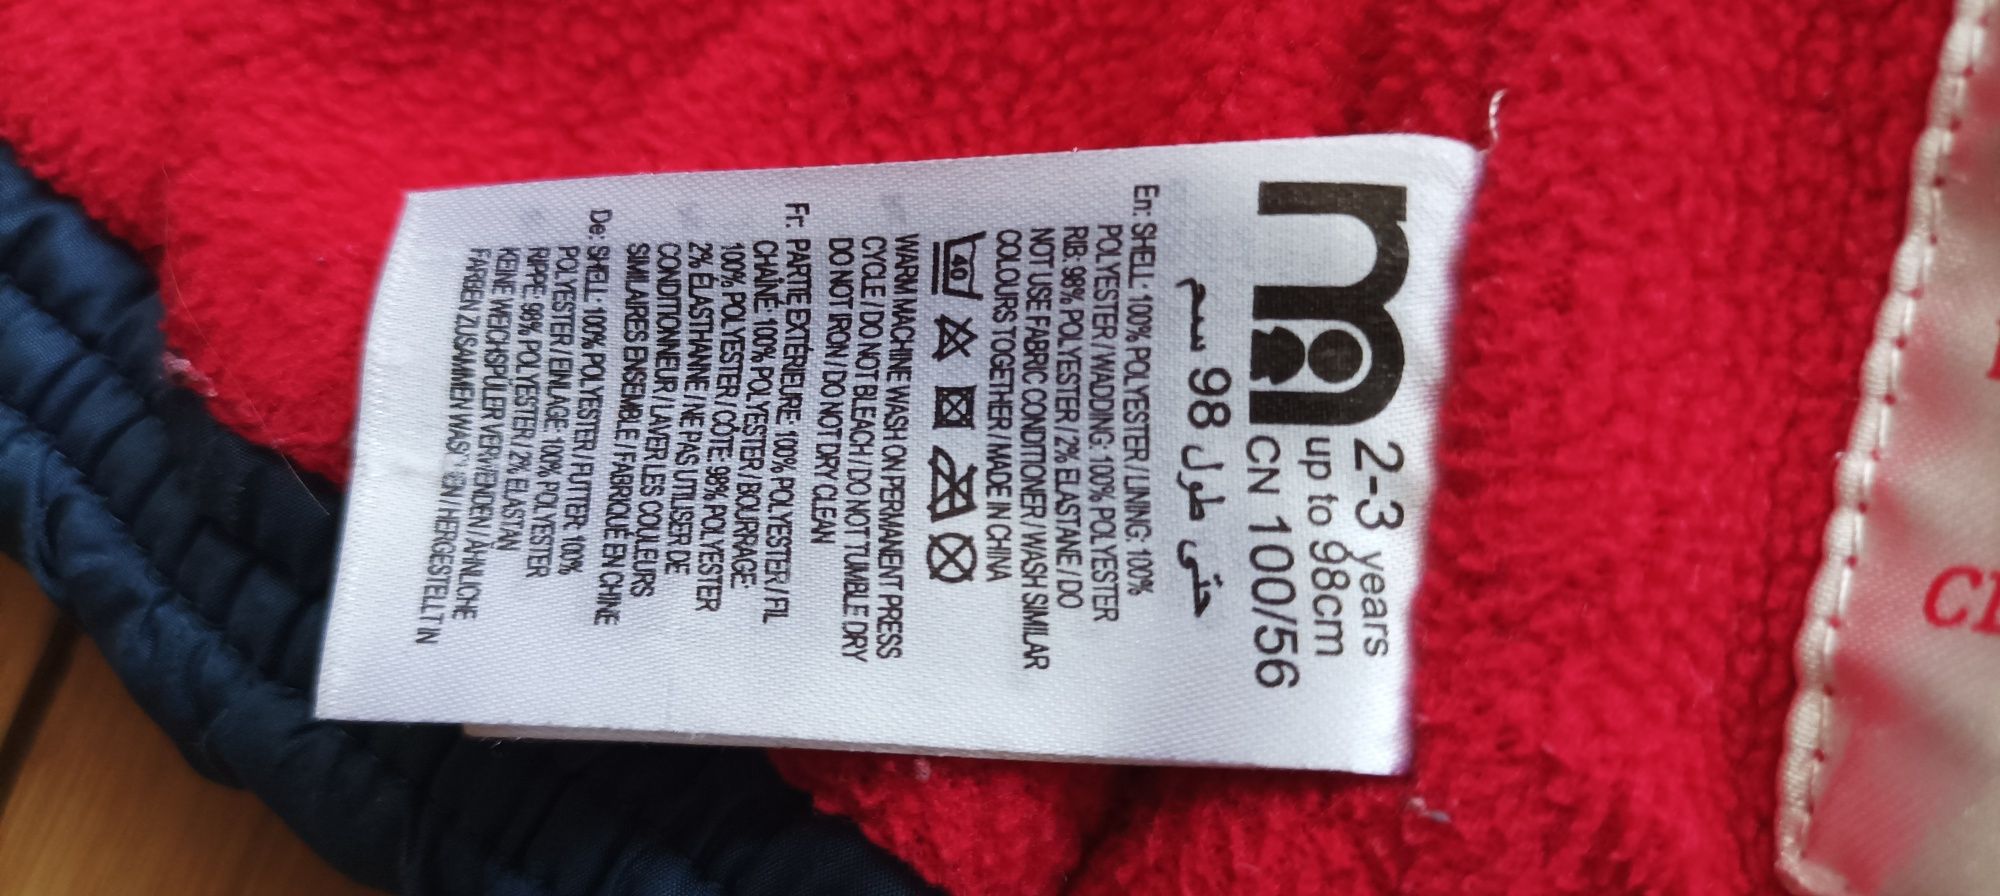 m
2-3 years
up to 98cm
CN 100/56
حتى طول 98 سم
En: SHELL: 100% POLYESTER / LINING: 100%
POLYESTER / WADDING: 100% POLYESTER
RIB: 98% POLYESTER / 2% ELASTANE / DO
NOT USE FABRIC CONDITIONER / WASH SIMILAR
COLOURS TOGETHER / MADE IN CHINA
40
WARM MACHINE WASH ON PERMANENT PRESS
CYCLE / DO NOT BLEACH / DO NOT TUMBLE DRY
DO NOT IRON / DO NOT DRY CLEAN
Fr: PARTIE EXTÉRIEURE: 100% POLYESTER / FIL
CHAÎNÉ: 100% POLYESTER / BOURRAGE:
100% POLYESTER / CÔTE: 98% POLYESTER
2% ÉLASTHANNE / NE PAS UTILISER DE
CONDITIONNEUR / LAVER LES COULEURS
SIMILAIRES ENSEMBLE FABRIQUÉ EN CHINE
De: SHELL: 100% POLYESTER / FUTTER: 100%
POLYESTER / EINLAGE: 100% POLYESTER
RIPPE: 98% POLYESTER / 2% ELASTAN
KEINE WEICHSPÜLER VERWENDEN / ÄHNLICHE
FARBEN ZUSAMMEN HERGESTELLT IN